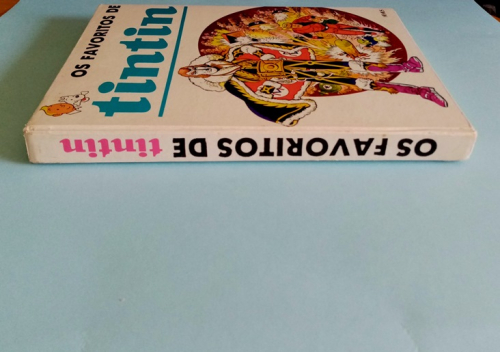 OS FAVORITOS DE
tintin
OS FAVORITOS DE tintin